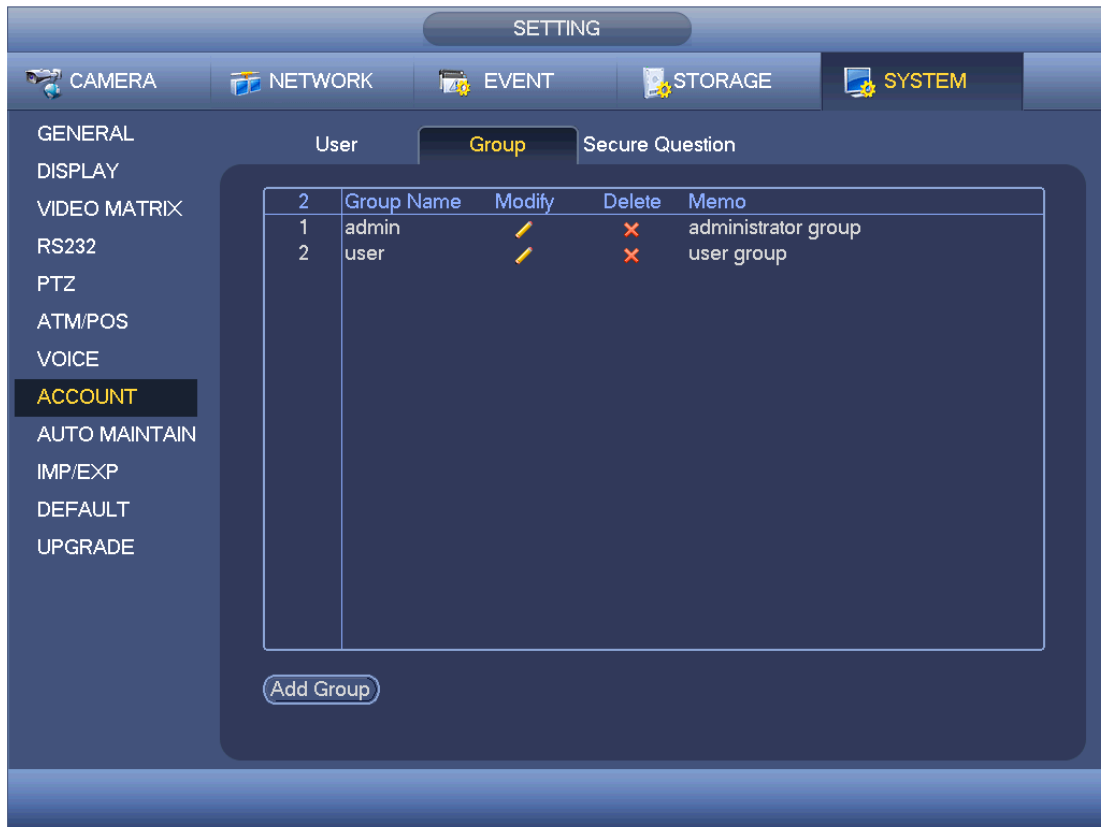 SETTING
CAMERA NETWORK EVENT STORAGE SYSTEM
GENERAL
DISPLAY
VIDEO MATRIX
RS232
PTZ
ATM/POS
VOICE
ACCOUNT
AUTO MAINTAIN
IMP/EXP
DEFAULT
UPGRADE
User Group Secure Question
2 Group Name Modify Delete Memo
1 admin administrator group
2 user user group
Add Group